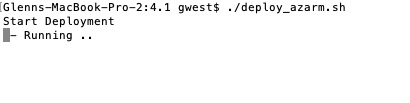 [Glenns-MacBook-Pro-2:4.1 gwest$ ./deploy_azarm.sh
Start Deployment
- Running ..